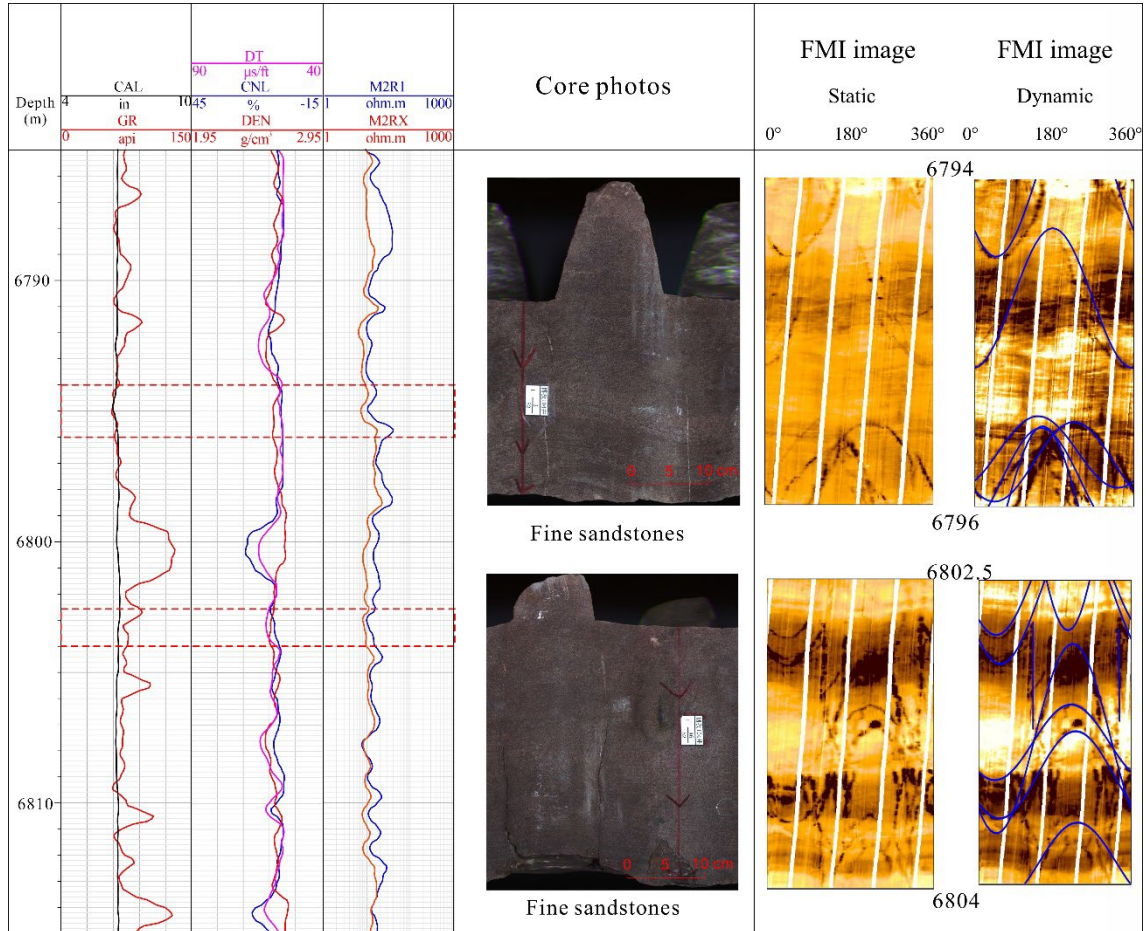 Depth
(m)
CAL
4 in 10
GR
0 api 150
DT
90 μs/ft 40
CNL
45 % -15
DEN
1.95 g/cm³ 2.95
M2R1
1 ohm.m 1000
M2RX
1 ohm.m 1000
Core photos
FMI image
Static
0° 180° 360°
FMI image
Dynamic
0° 180° 360°
6790
6800
6810
0 5 10 cm
Fine sandstones
0 5 10 cm
Fine sandstones
6794
6796
6802.5
6804